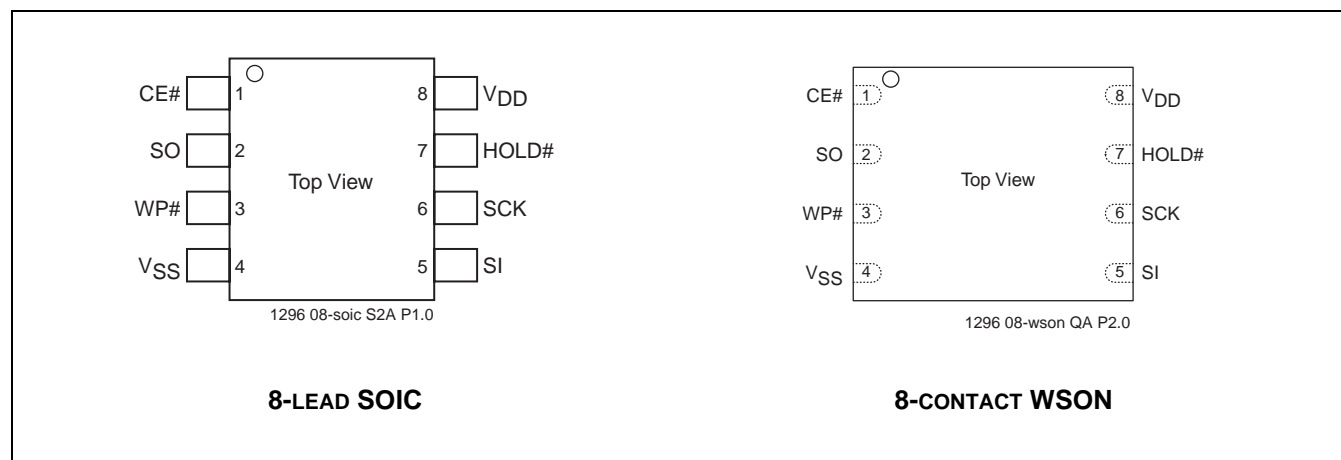 CE# 1 8 VDD
SO 2 7 HOLD#
Top View
WP# 3 6 SCK
VSS 4 5 SI
1296 08-soic S2A P1.0
8-LEAD SOIC
CE# 1 8 VDD
SO 2 7 HOLD#
Top View
WP# 3 6 SCK
VSS 4 5 SI
1296 08-wson QA P2.0
8-CONTACT WSON